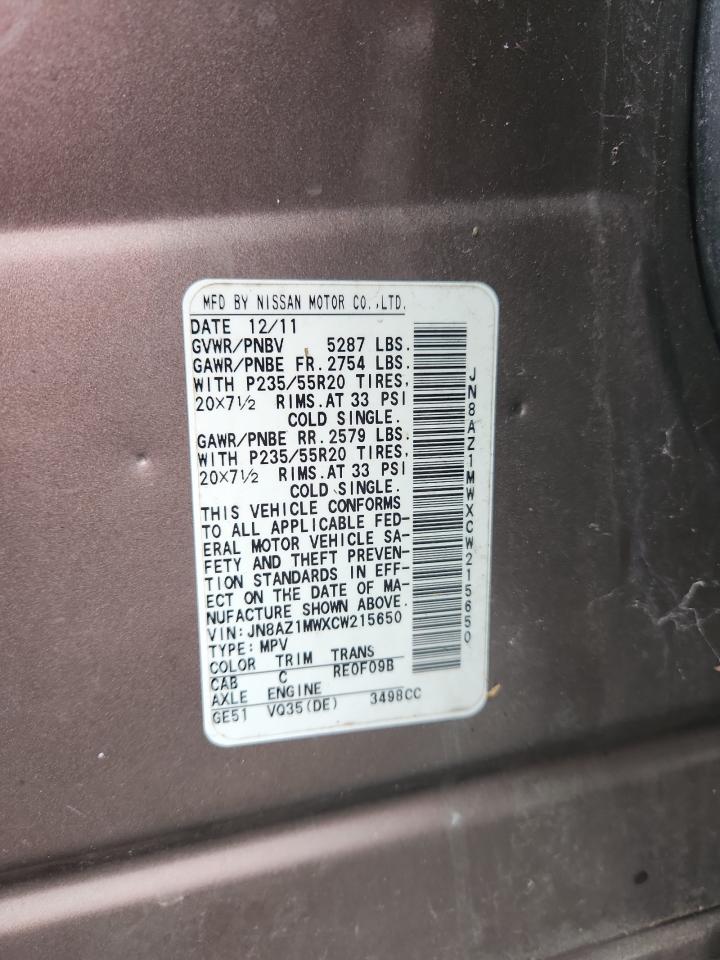 MFD BY NISSAN MOTOR CO.,LTD.
DATE 12/11
GVWR/PNBV 5287 LBS.
GAWR/PNBE FR. 2754 LBS.
WITH P235/55R20 TIRES,
20×7½ RIMS. AT 33 PSI
COLD SINGLE.
GAWR/PNBE RR. 2579 LBS.
WITH P235/55R20 TIRES,
20×7½ RIMS. AT 33 PSI
COLD SINGLE.
THIS VEHICLE CONFORMS
TO ALL APPLICABLE FED-
ERAL MOTOR VEHICLE SA-
FETY AND THEFT PREVEN-
TION STANDARDS IN EFF-
ECT ON THE DATE OF MA-
NUFACTURE SHOWN ABOVE.
VIN: JN8AZ1MWXCW215650
TYPE: MPV
COLOR TRIM TRANS
CAB C RE0F09B
AXLE ENGINE
GE51 VQ35(DE) 3498CC
JN8AZ1MWXCW215650